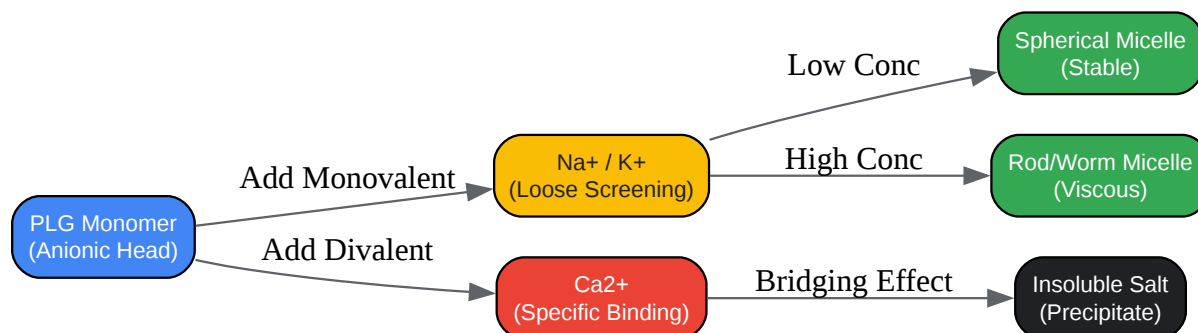 PLG Monomer
(Anionic Head)
Add Monovalent
Add Divalent
Na+ / K+
(Loose Screening)
Ca2+
(Specific Binding)
Low Conc
High Conc
Bridging Effect
Spherical Micelle
(Stable)
Rod/Worm Micelle
(Viscous)
Insoluble Salt
(Precipitate)